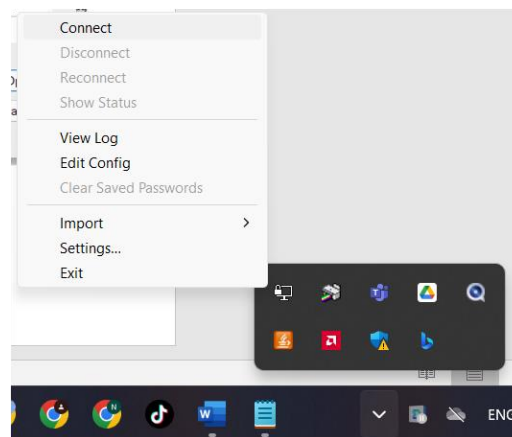 Connect
Disconnect
Reconnect
Show Status
View Log
Edit Config
Clear Saved Passwords
Import
Settings...
Exit
ENG